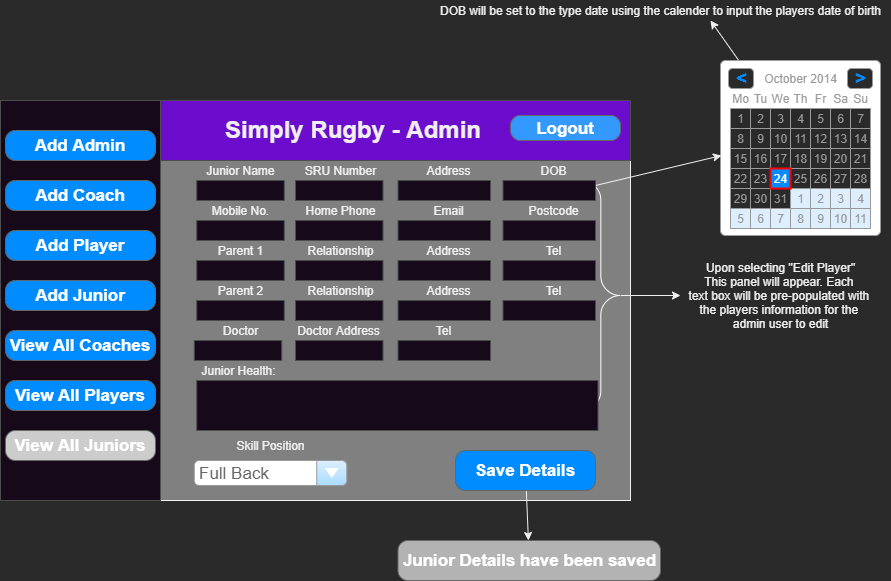 DOB will be set to the type date using the calender to input the players date of birth
< October 2014 >
Mo Tu We Th Fr Sa Su
1 2 3 4 5 6 7
8 9 10 11 12 13 14
15 16 17 18 19 20 21
22 23 24 25 26 27 28
29 30 31 1 2 3 4
5 6 7 8 9 10 11
Simply Rugby - Admin
Logout
Add Admin
Add Coach
Add Player
Add Junior
View All Coaches
View All Players
View All Juniors
Junior Name SRU Number Address DOB
Mobile No. Home Phone Email Postcode
Parent 1 Relationship Address Tel
Parent 2 Relationship Address Tel
Doctor Doctor Address Tel
Junior Health:
Skill Position
Full Back
Save Details
Upon selecting "Edit Player"
This panel will appear. Each
text box will be pre-populated with
the players information for the
admin user to edit
Junior Details have been saved